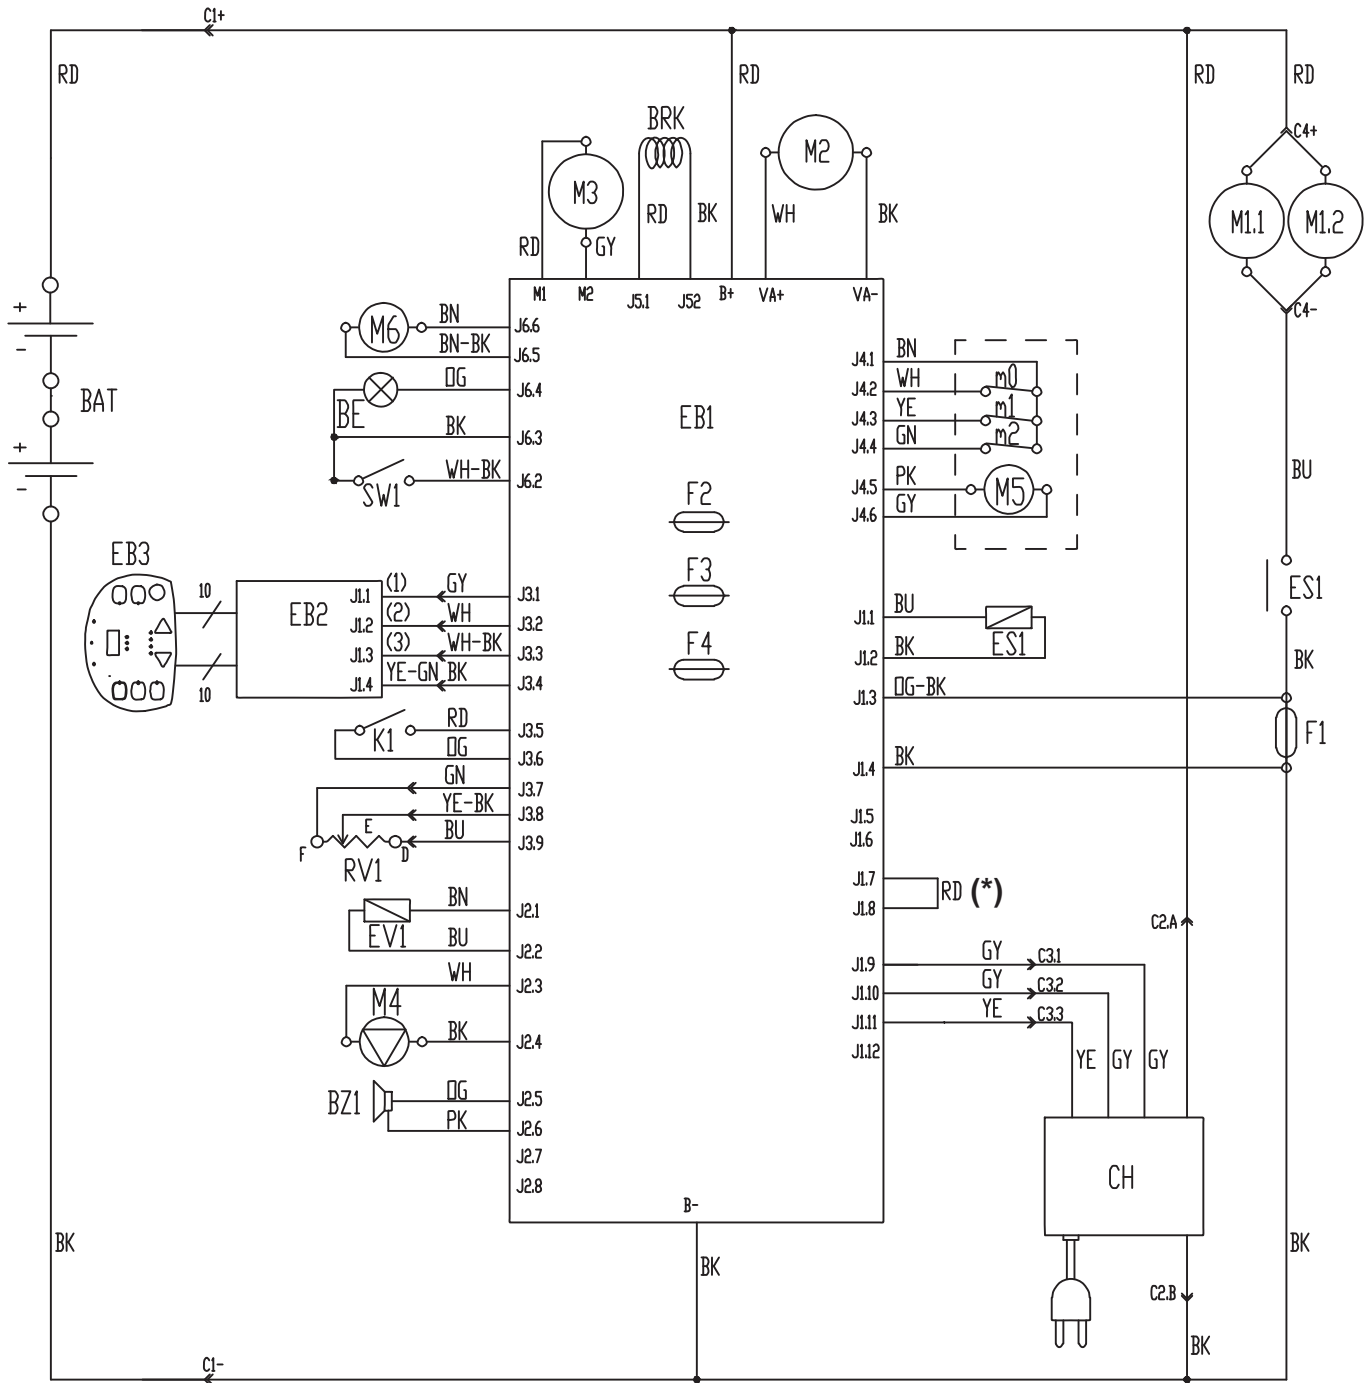 C1+
RD
RD
RD
RD
C4+
BRK
M2
M3
M1.1
M1.2
RD
BK
WH
BK
RD
GY
C4-
M1
M2
J5.1
J52
B+
VA+
VA-
+
-
BAT
+
-
M6
BN
J6.6
BN-BK
J6.5
OG
J6.4
BE
BK
J6.3
WH-BK
J6.2
SW1
EB1
F2
F3
F4
J4.1
BN
J4.2
WH
m0
J4.3
YE
m1
J4.4
GN
m2
J4.5
PK
M5
J4.6
GY
BU
ES1
BK
EB3
10
10
EB2
J1.1
(1)
GY
J3.1
J1.2
(2)
WH
J3.2
J1.3
(3)
WH-BK
J3.3
J1.4
YE-GN
BK
J3.4
J1.1
BU
ES1
J1.2
BK
J1.3
OG-BK
F1
J1.4
BK
K1
RD
J3.5
OG
J3.6
GN
J3.7
YE-BK
J3.8
E
BU
J3.9
F
D
RV1
J1.5
J1.6
J1.7
RD (*)
J1.8
BN
J2.1
EV1
BU
J2.2
WH
J2.3
M4
BK
J2.4
BZ1
OG
J2.5
PK
J2.6
J2.7
J2.8
C2.A
J1.9
GY
C3.1
J1.10
GY
C3.2
J1.11
YE
C3.3
J1.12
YE
GY
GY
CH
B-
BK
BK
BK
C2.B
BK
C1-